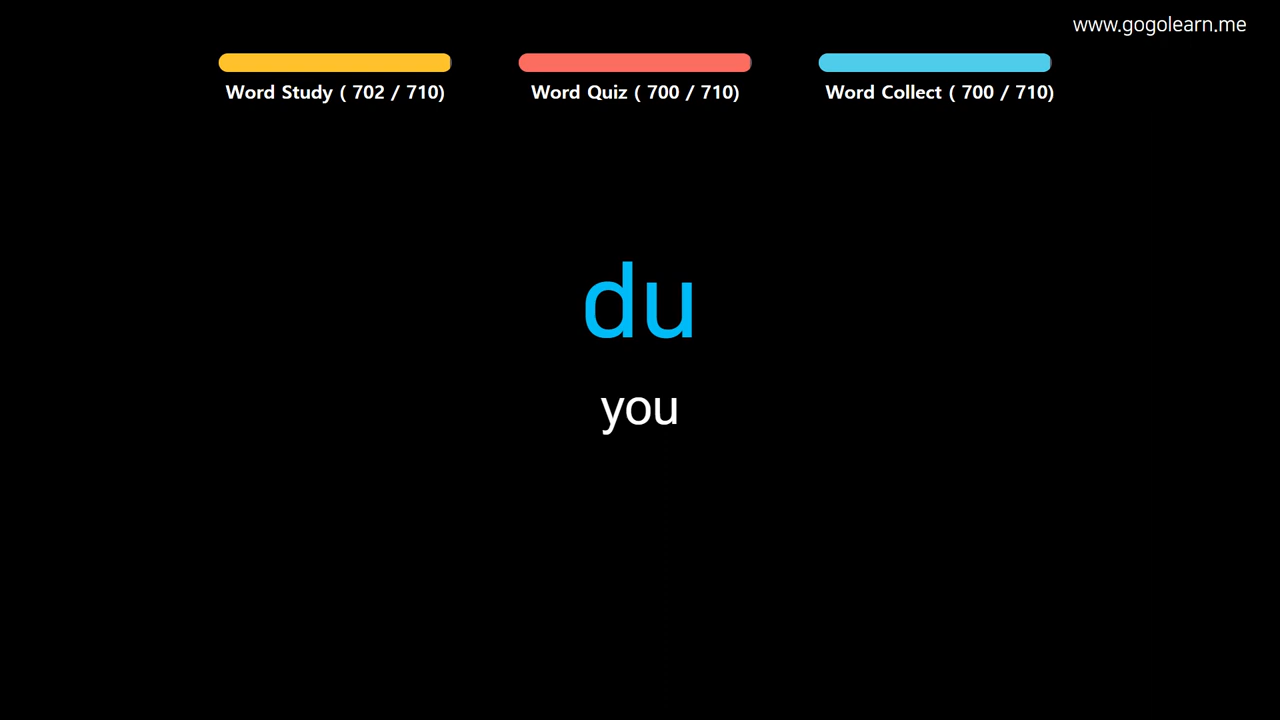 www.gogolearn.me
Word Study ( 702 / 710)
Word Quiz ( 700 / 710)
Word Collect ( 700 / 710)
du
you